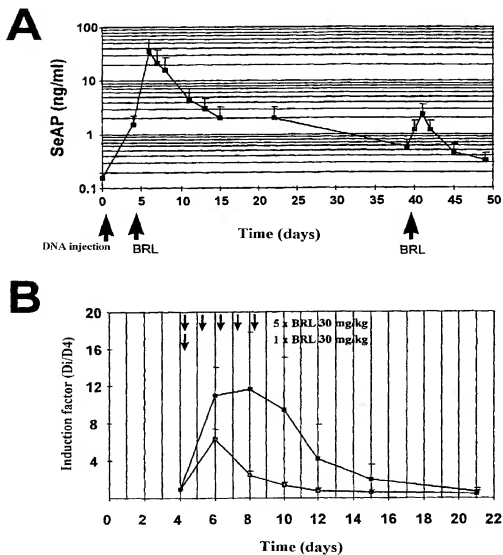 A
SeAP (ng/ml)
100
10
1
0.1
0 5 10 15 20 25 30 35 40 45 50
DNA injection
BRL
Time (days)
BRL
B
Induction factor (Di/D4)
20
16
12
8
4
5 x BRL 30 mg/kg
1 x BRL 30 mg/kg
0 2 4 6 8 10 12 14 16 18 20 22
Time (days)